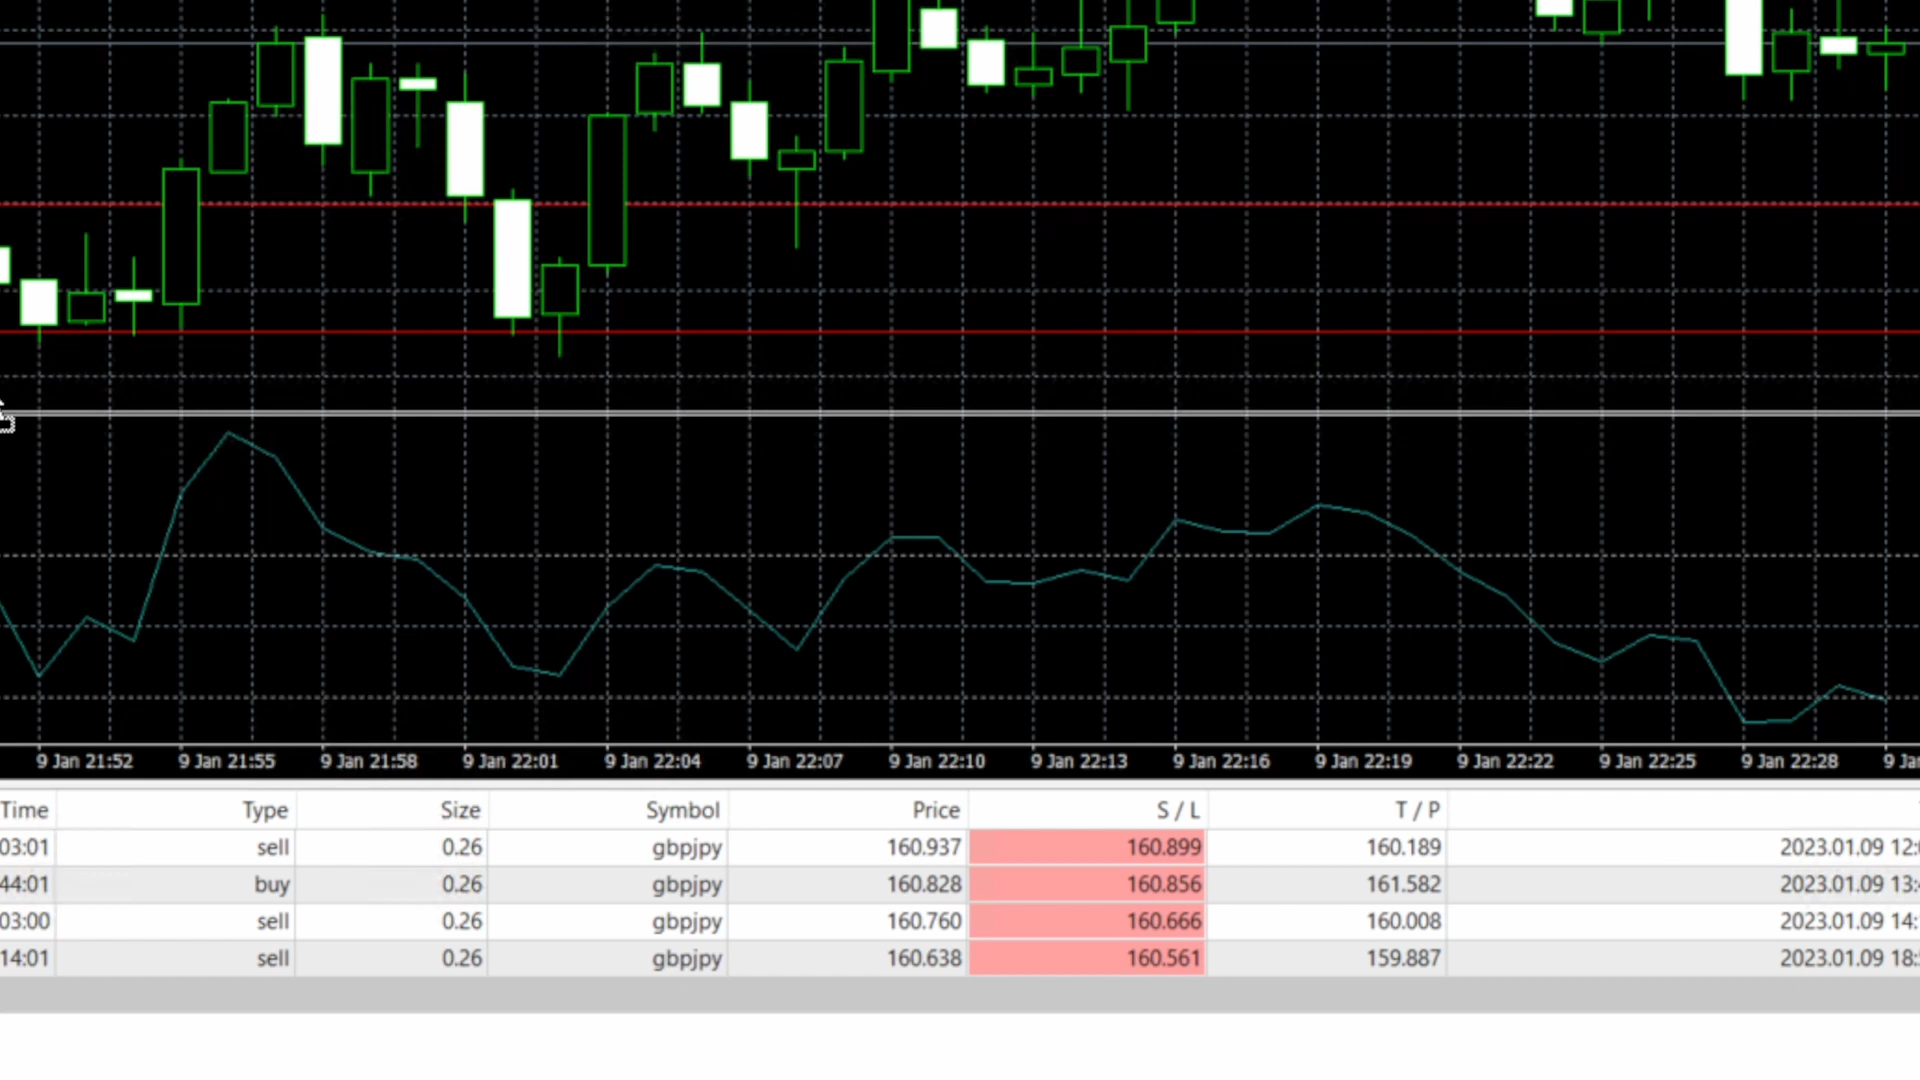 9 Jan 21:52 9 Jan 21:55 9 Jan 21:58 9 Jan 22:01 9 Jan 22:04 9 Jan 22:07 9 Jan 22:10 9 Jan 22:13 9 Jan 22:16 9 Jan 22:19 9 Jan 22:22 9 Jan 22:25 9 Jan 22:28
Time Type Size Symbol Price S / L T / P
03:01 sell 0.26 gbpjpy 160.937 160.899 160.189 2023.01.09 12:
44:01 buy 0.26 gbpjpy 160.828 160.856 161.582 2023.01.09 13:
03:00 sell 0.26 gbpjpy 160.760 160.666 160.008 2023.01.09 14:
14:01 sell 0.26 gbpjpy 160.638 160.561 159.887 2023.01.09 18: